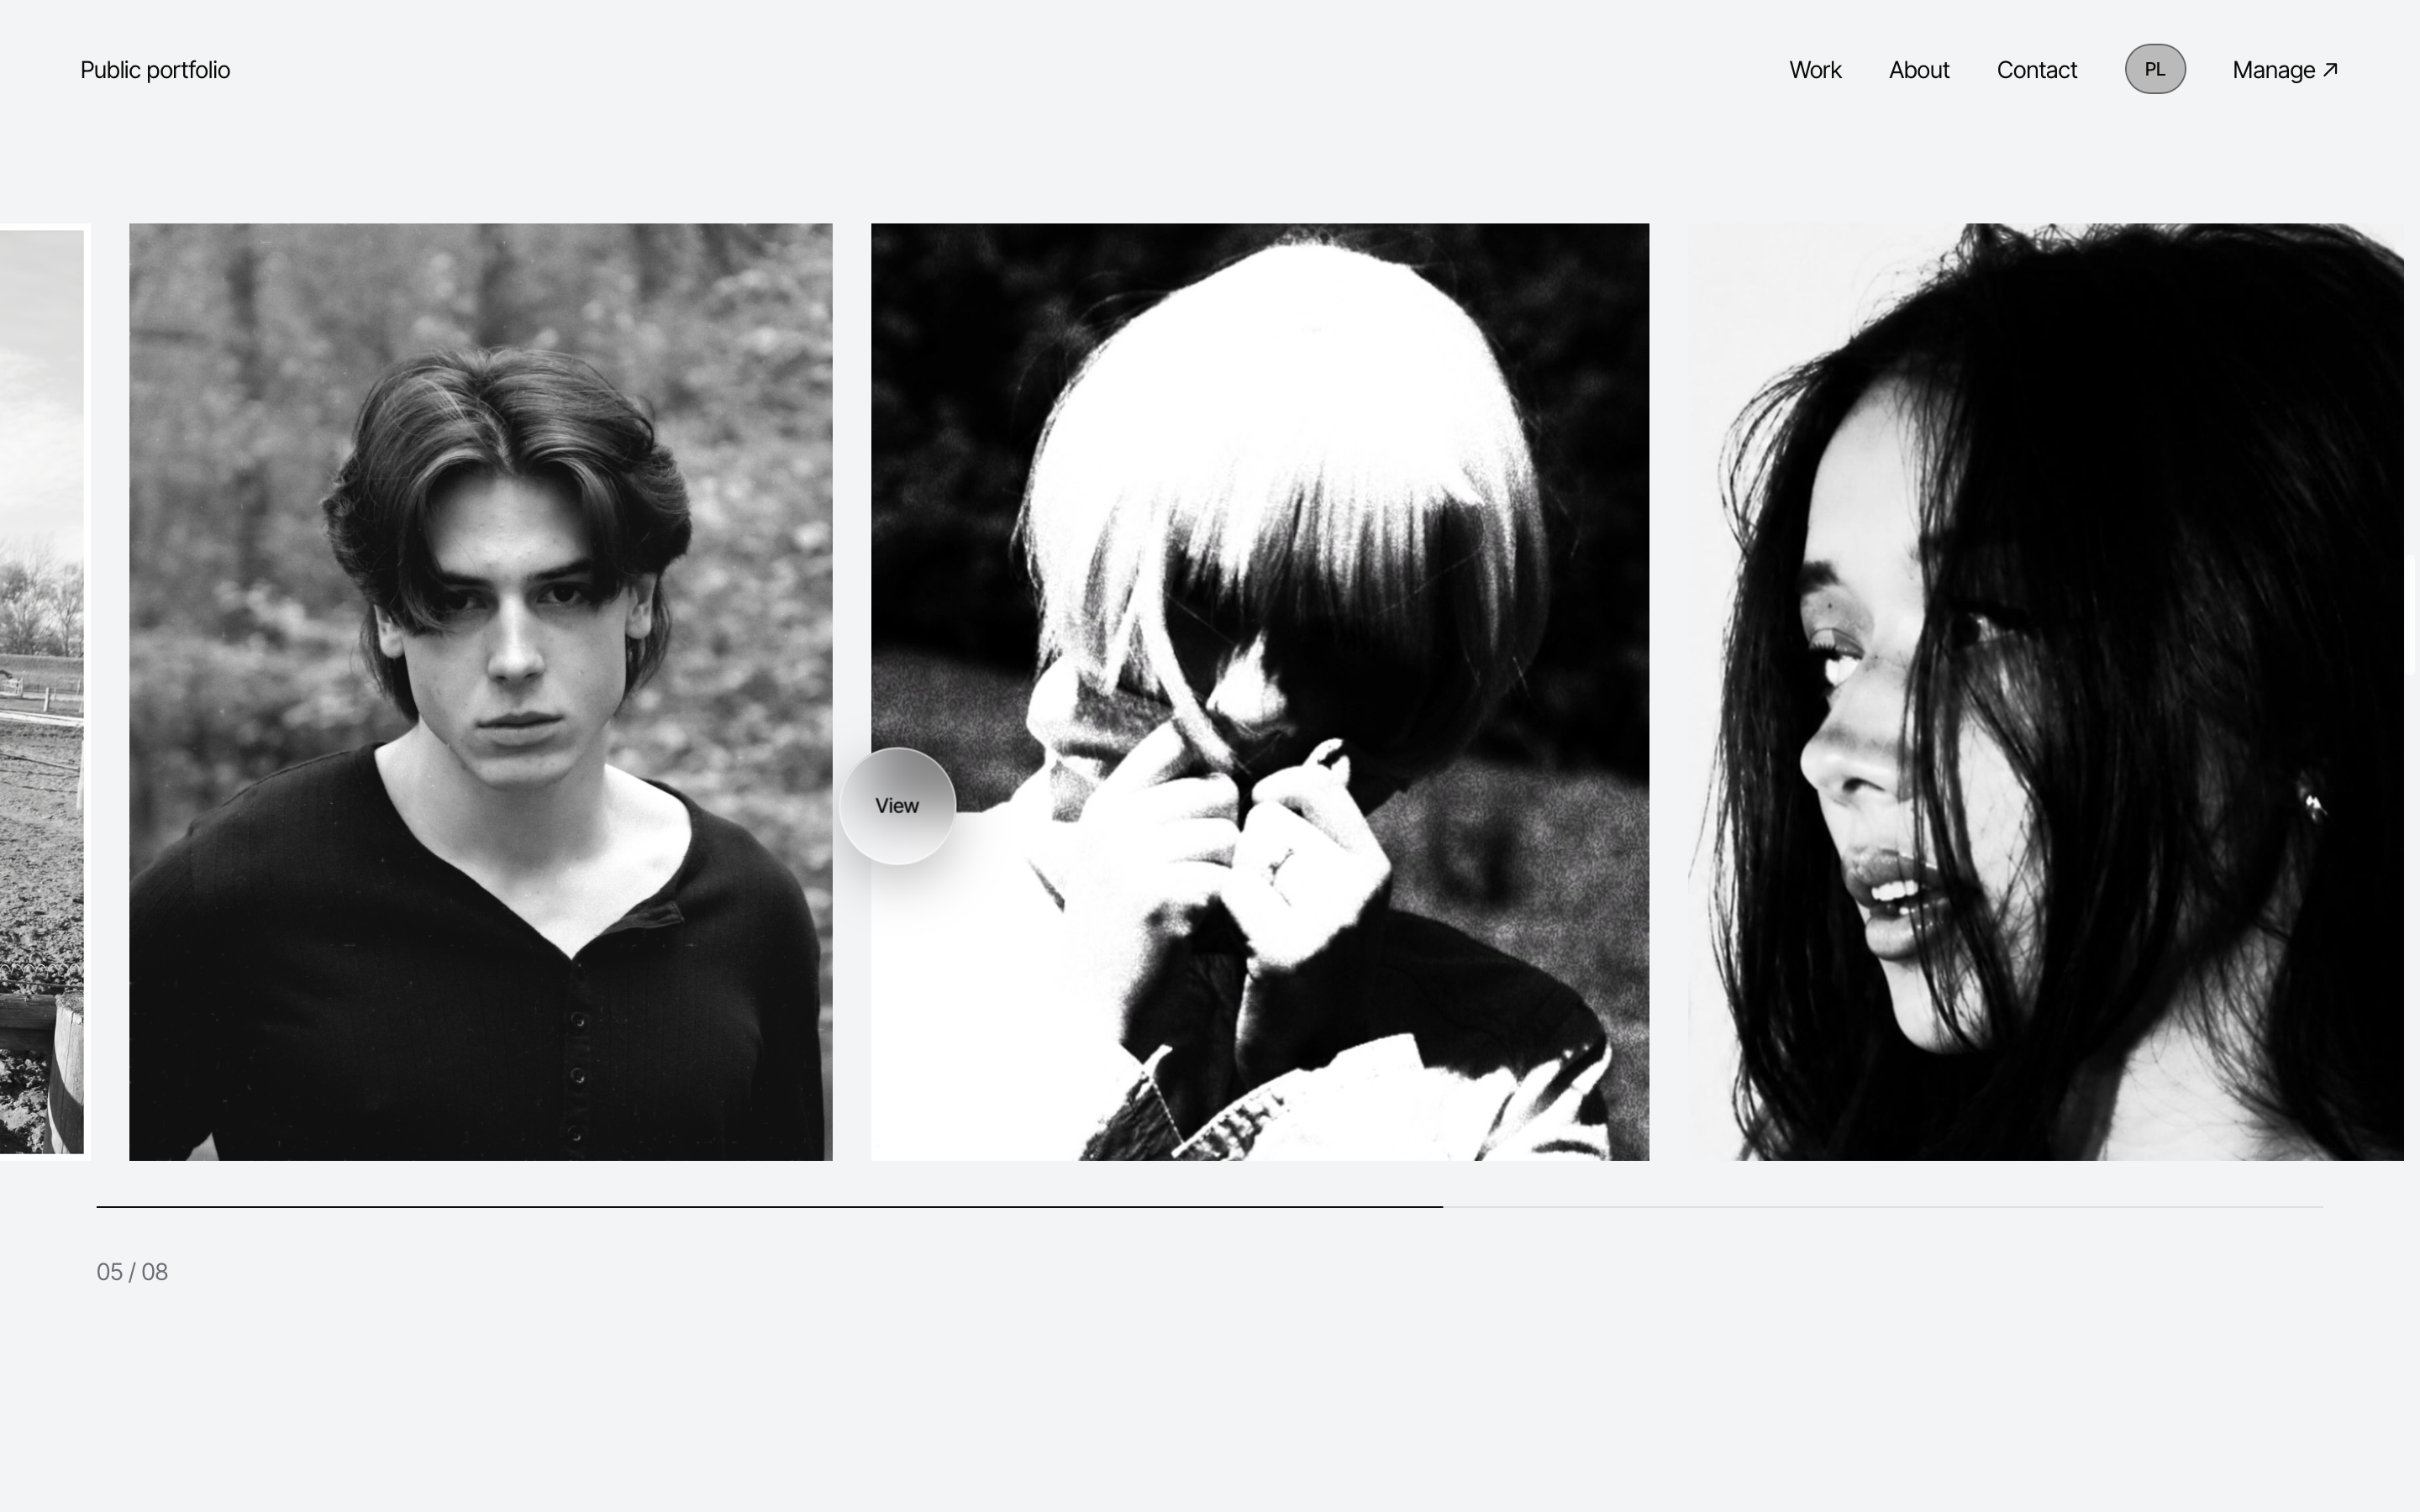 Public portfolio
Work
About
Contact
PL
Manage ↗
View
05 / 08